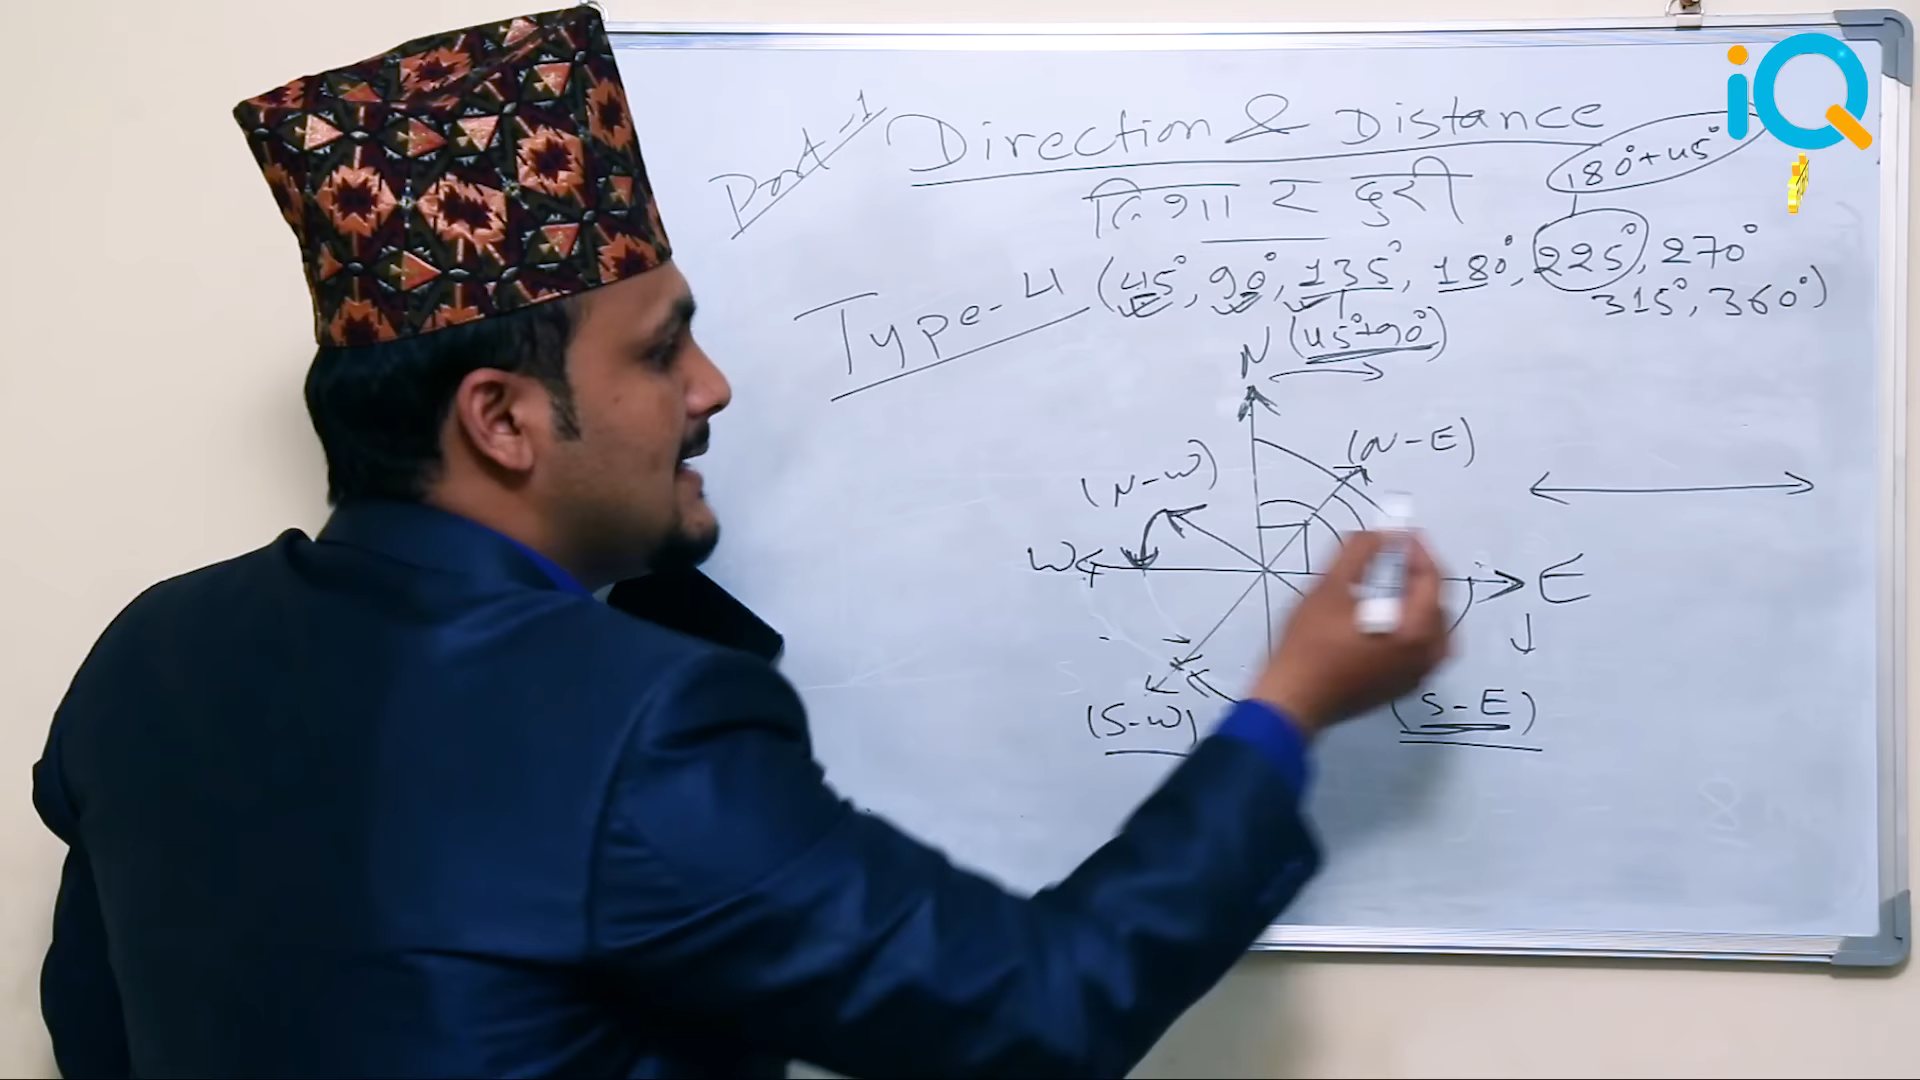 iQ
Part-1
Direction & Distance
180°+45°
दिशा र दुरी
Type-4 (45°, 90°, 135°, 180°, 225°, 270°
315°, 360°)
(45°+90°)
N
(N-E)
(N-W)
W
E
(S-W)
(S-E)